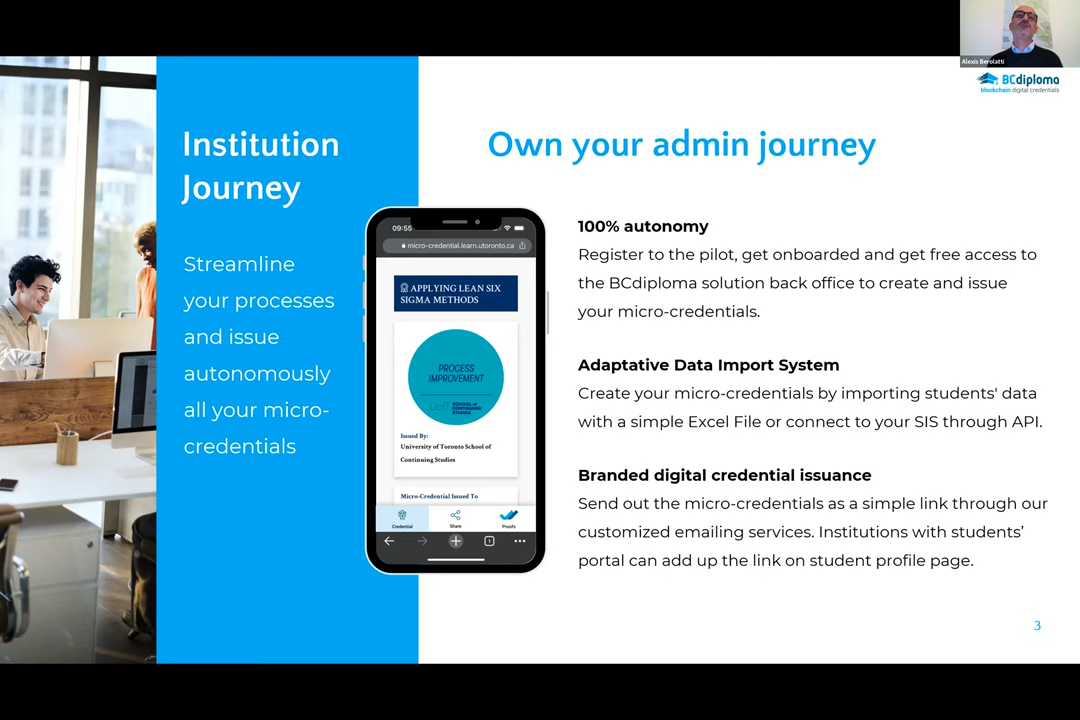 Alexis Berolatti
BCdiploma
blockchain digital credentials
Institution
Journey
Streamline
your processes
and issue
autonomously
all your micro-
credentials
Own your admin journey
09:55
micro-credential.learn.utoronto.ca
APPLYING LEAN SIX
SIGMA METHODS
PROCESS
IMPROVEMENT
UofT SCHOOL of
CONTINUING
STUDIES
Issued By:
University of Toronto School of
Continuing Studies
Micro-Credential Issued To
Credential
Share
Proofs
1
100% autonomy
Register to the pilot, get onboarded and get free access to
the BCdiploma solution back office to create and issue
your micro-credentials.
Adaptative Data Import System
Create your micro-credentials by importing students' data
with a simple Excel File or connect to your SIS through API.
Branded digital credential issuance
Send out the micro-credentials as a simple link through our
customized emailing services. Institutions with students’
portal can add up the link on student profile page.
3